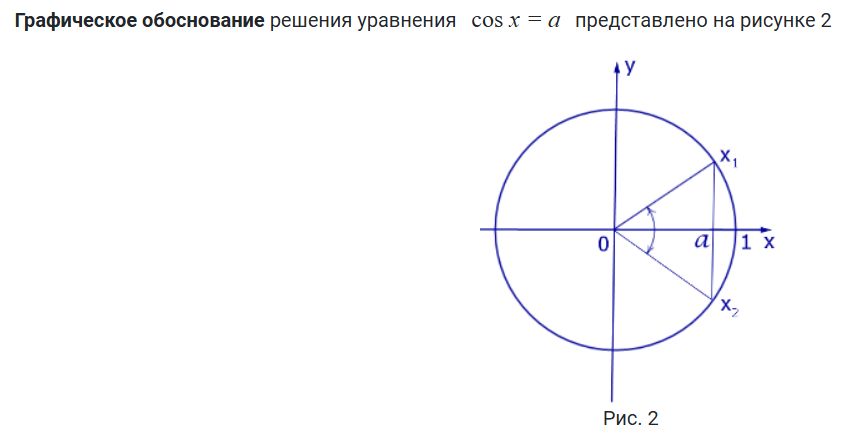 Графическое обоснование решения уравнения cos x = a представлено на рисунке 2
y
x₁
0
a
1
x
x₂
Рис. 2